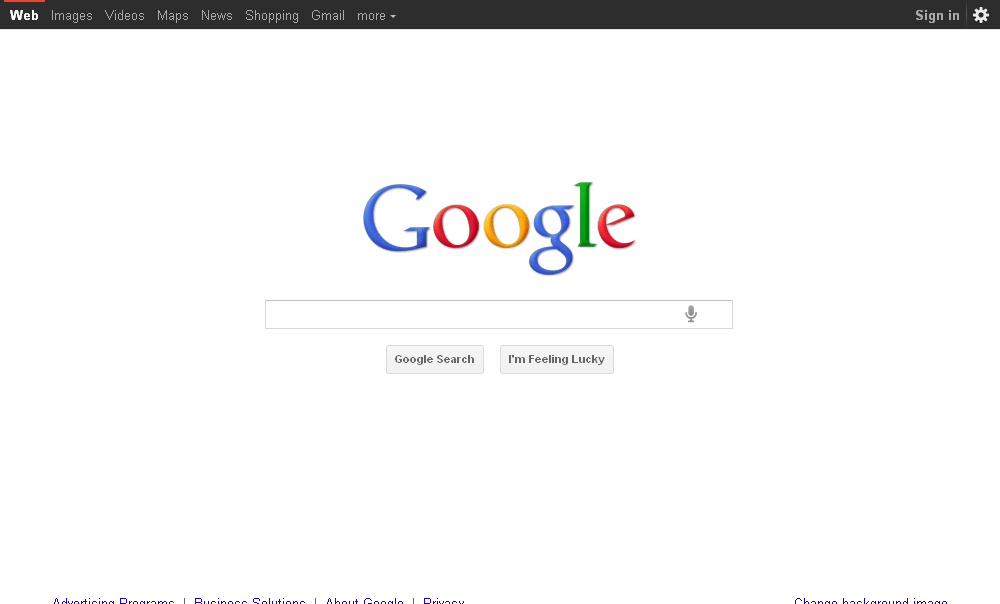 Web Images Videos Maps News Shopping Gmail more Sign in
Google
Google Search I'm Feeling Lucky
Advertising Programs | Business Solutions | About Google | Privacy Change background image